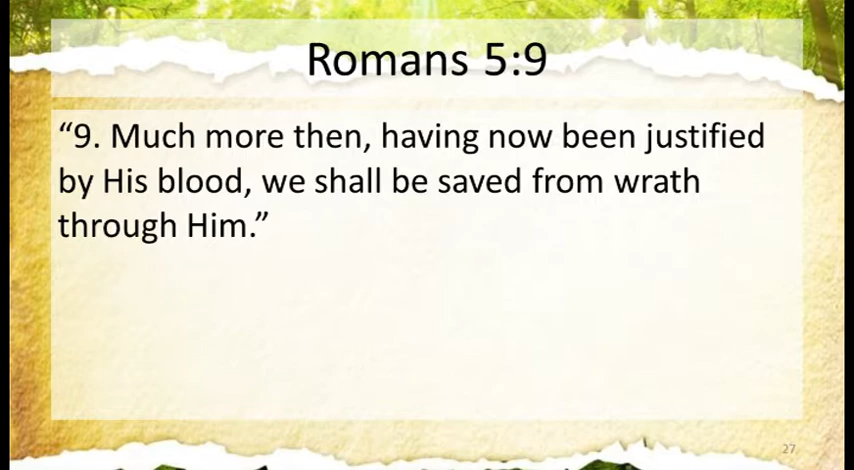 Romans 5:9
“9. Much more then, having now been justified
by His blood, we shall be saved from wrath
through Him.”
27